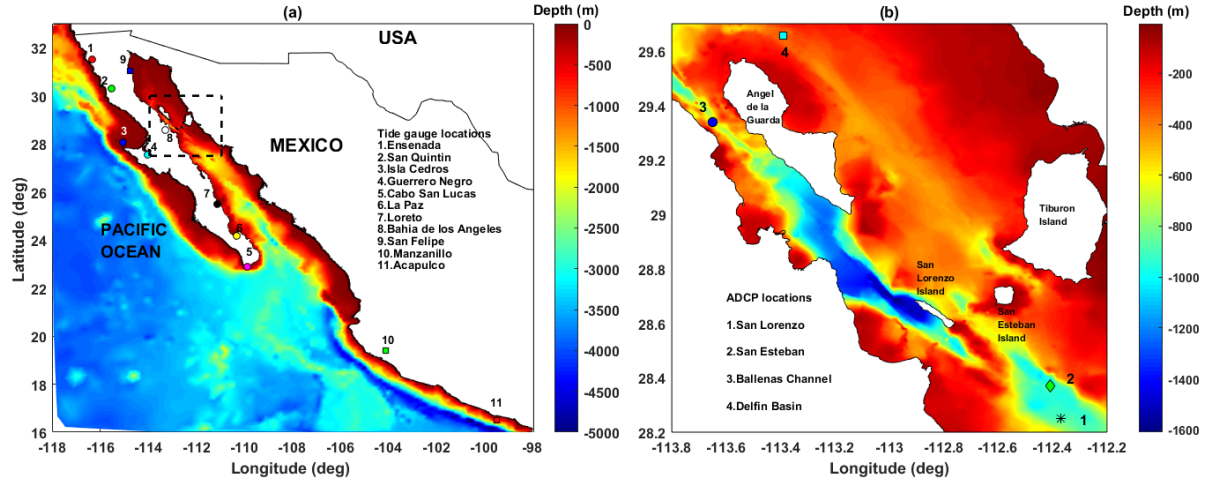 (a)
Depth (m)
USA
MEXICO
PACIFIC
OCEAN
Tide gauge locations
1.Ensenada
2.San Quintin
3.Isla Cedros
4.Guerrero Negro
5.Cabo San Lucas
6.La Paz
7.Loreto
8.Bahia de los Angeles
9.San Felipe
10.Manzanillo
11.Acapulco
1
9
2
3
4
8
7
6
5
10
11
32
30
28
26
24
22
20
18
16
Latitude (deg)
-118
-116
-114
-112
-110
-108
-106
-104
-102
-100
-98
Longitude (deg)
0
-500
-1000
-1500
-2000
-2500
-3000
-3500
-4000
-4500
-5000
(b)
Depth (m)
4
3
Angel
de la
Guarda
Tiburon
Island
San
Lorenzo
Island
San
Esteban
Island
ADCP locations
1.San Lorenzo
2.San Esteban
3.Ballenas Channel
4.Delfin Basin
2
1
29.6
29.4
29.2
29
28.8
28.6
28.4
28.2
-113.8
-113.6
-113.4
-113.2
-113
-112.8
-112.6
-112.4
-112.2
Longitude (deg)
-200
-400
-600
-800
-1000
-1200
-1400
-1600